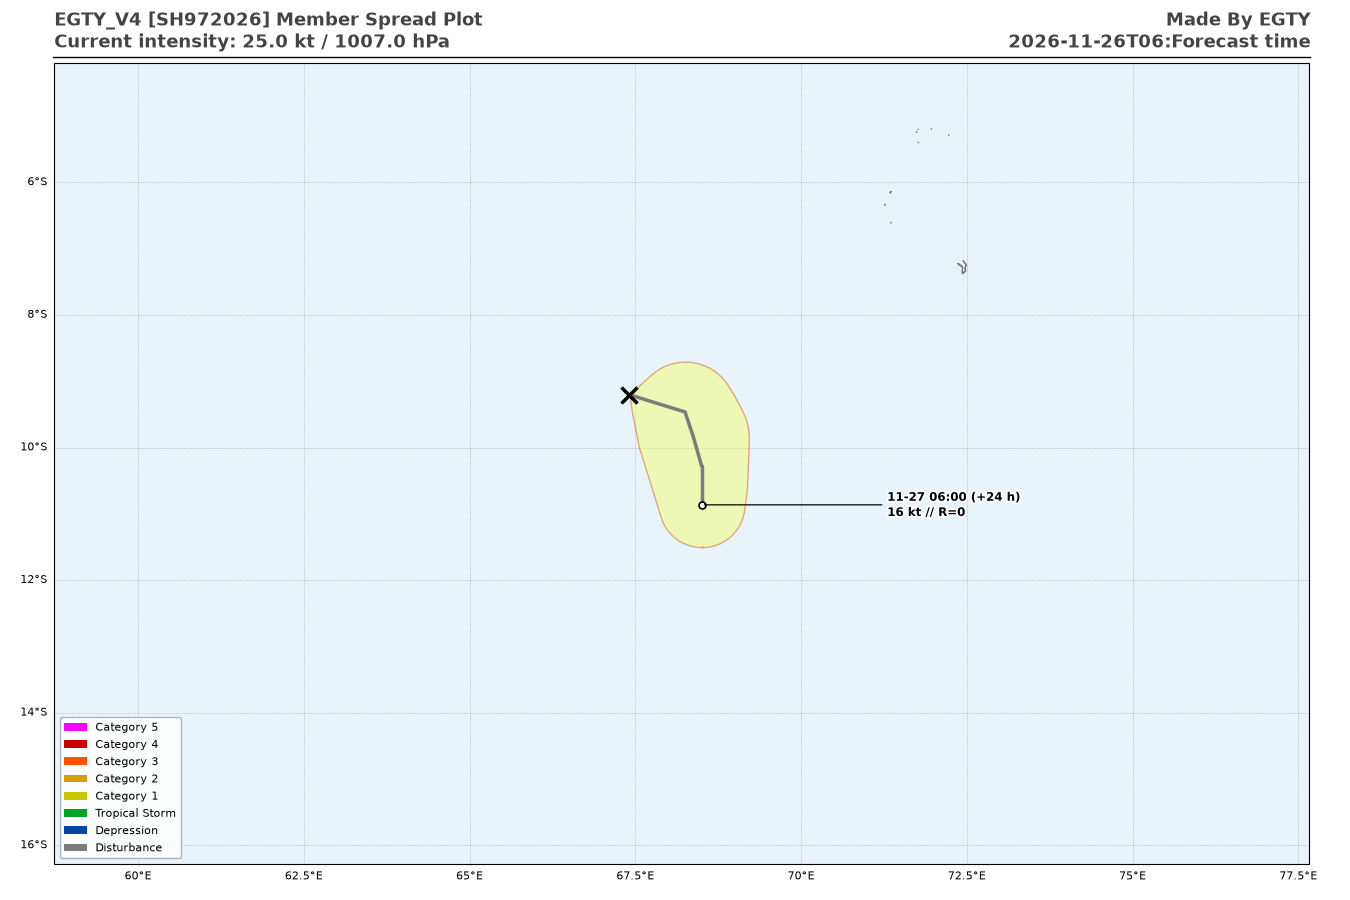 EGTY_V4 [SH972026] Member Spread Plot
Made By EGTY
Current intensity: 25.0 kt / 1007.0 hPa
2026-11-26T06:Forecast time
6°S
8°S
10°S
12°S
14°S
16°S
11-27 06:00 (+24 h)
16 kt // R=0
Category 5
Category 4
Category 3
Category 2
Category 1
Tropical Storm
Depression
Disturbance
60°E
62.5°E
65°E
67.5°E
70°E
72.5°E
75°E
77.5°E